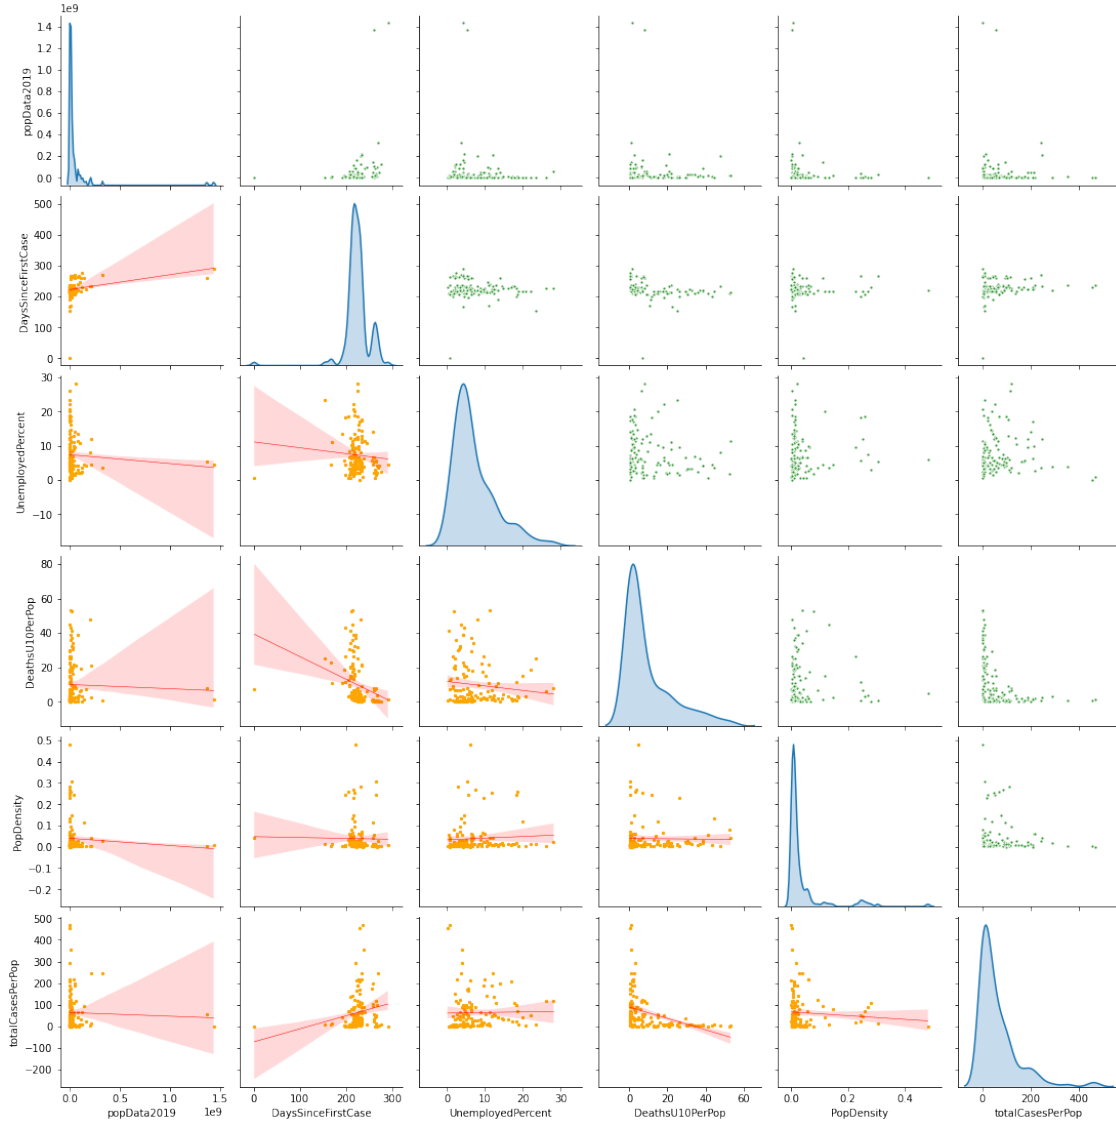 1e9
1.4
1.2
1.0
0.8
0.6
0.4
0.2
0.0
popData2019
500
400
300
200
100
0
DaysSinceFirstCase
30
20
10
0
−10
UnemployedPercent
80
60
40
20
0
DeathsU10PerPop
0.5
0.4
0.3
0.2
0.1
0.0
−0.1
−0.2
PopDensity
500
400
300
200
100
0
−100
−200
totalCasesPerPop
0.0 0.5 1.0 1.5
1e9
popData2019
0 100 200 300
DaysSinceFirstCase
0 10 20 30
UnemployedPercent
0 20 40 60
DeathsU10PerPop
0.0 0.2 0.4
PopDensity
0 200 400
totalCasesPerPop